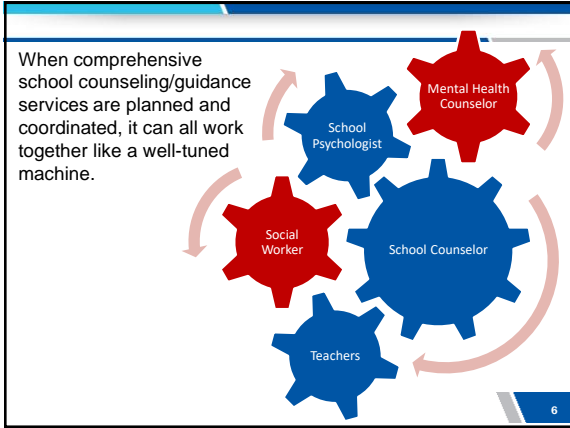 When comprehensive
school counseling/guidance
services are planned and
coordinated, it can all work
together like a well-tuned
machine.
Mental Health
Counselor
School
Psychologist
Social
Worker
School Counselor
Teachers
6